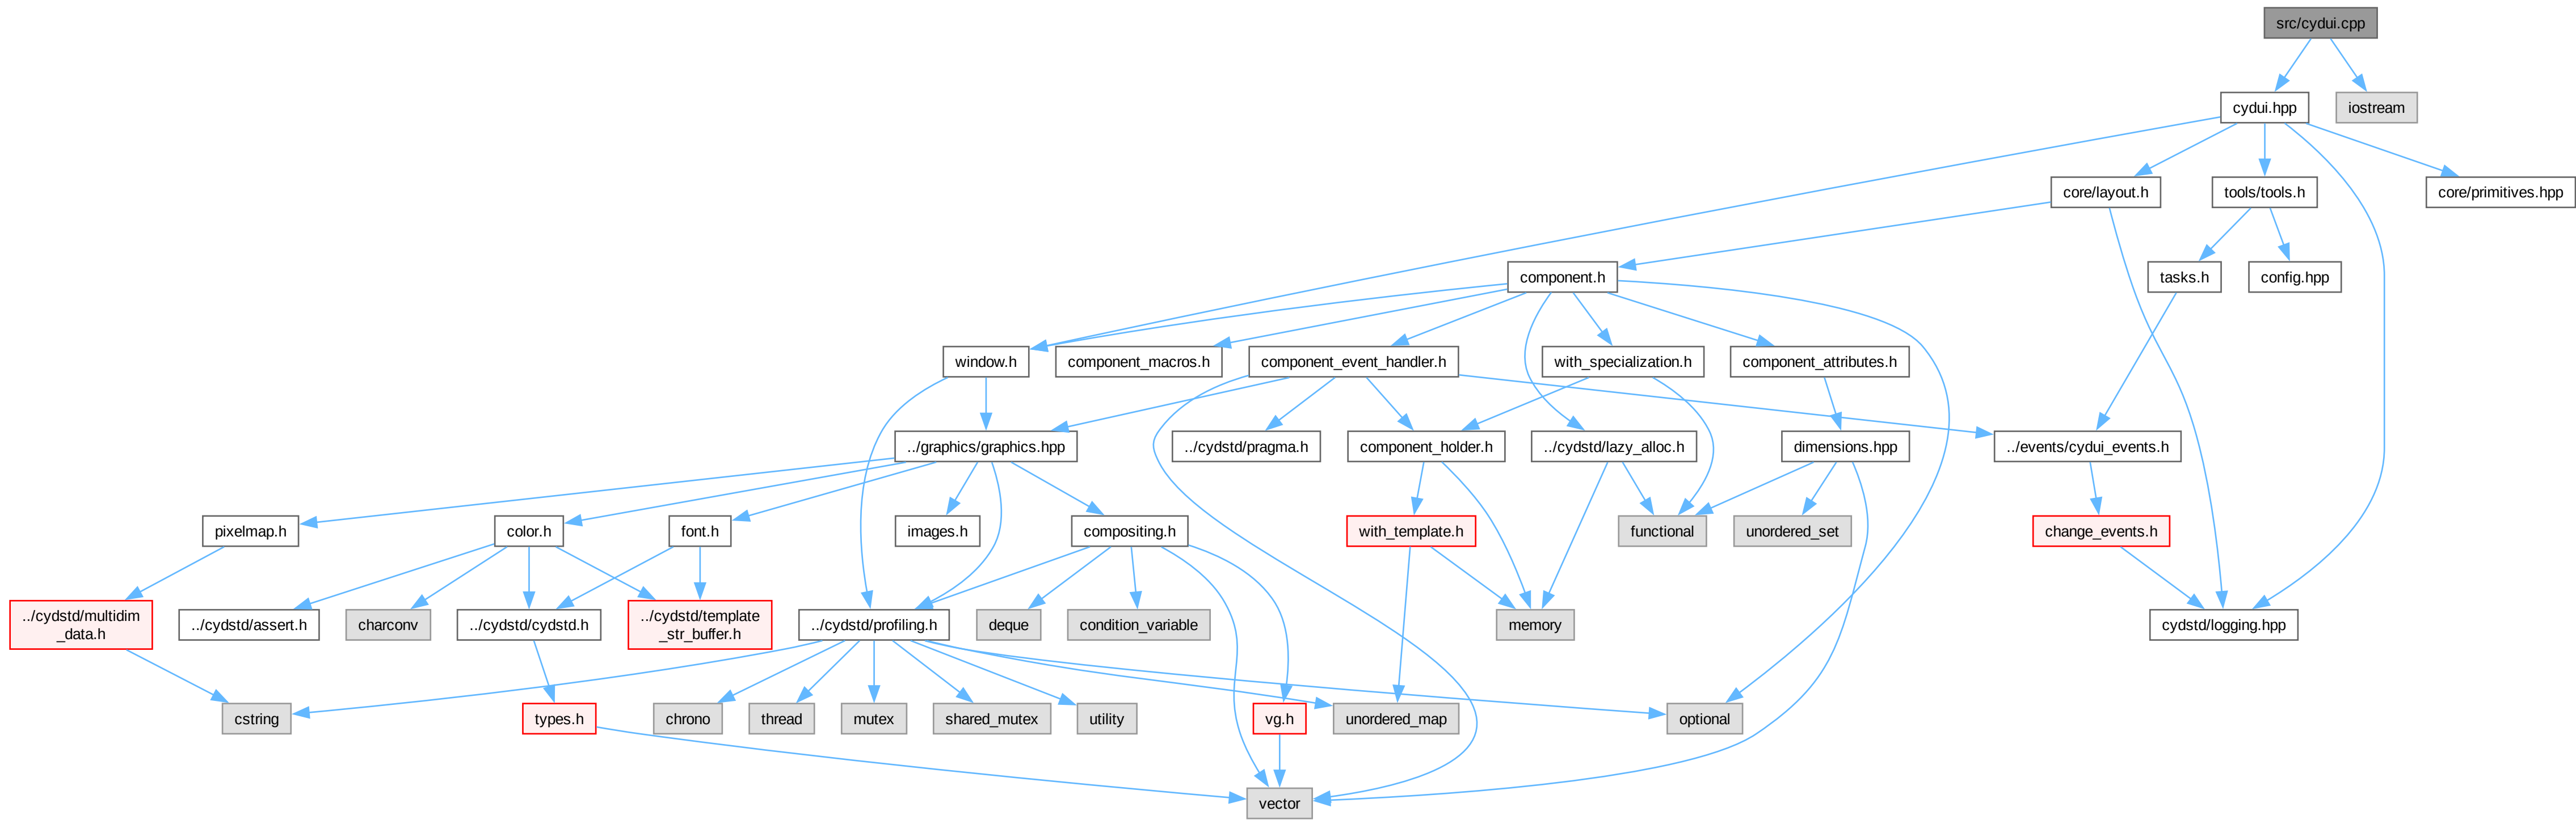 src/cydui.cpp
cydui.hpp
iostream
core/layout.h
tools/tools.h
core/primitives.hpp
component.h
tasks.h
config.hpp
window.h
component_macros.h
component_event_handler.h
with_specialization.h
component_attributes.h
../graphics/graphics.hpp
../cydstd/pragma.h
component_holder.h
../cydstd/lazy_alloc.h
dimensions.hpp
../events/cydui_events.h
pixelmap.h
color.h
font.h
images.h
compositing.h
with_template.h
functional
unordered_set
change_events.h
../cydstd/multidim
_data.h
../cydstd/assert.h
charconv
../cydstd/cydstd.h
../cydstd/template
_str_buffer.h
../cydstd/profiling.h
deque
condition_variable
memory
cydstd/logging.hpp
cstring
types.h
chrono
thread
mutex
shared_mutex
utility
vg.h
unordered_map
optional
vector